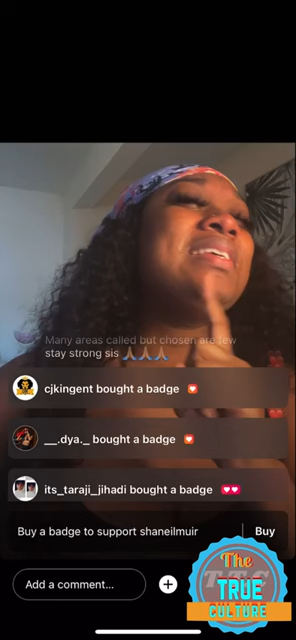 Many areas called but chosen are few
stay strong sis 🙏🏾🙏🏾🙏🏾
cjkingent bought a badge
__.dya._ bought a badge
its_taraji_jihadi bought a badge
Buy a badge to support shaneilmuir
Buy
Add a comment...
The
TRUE
CULTURE